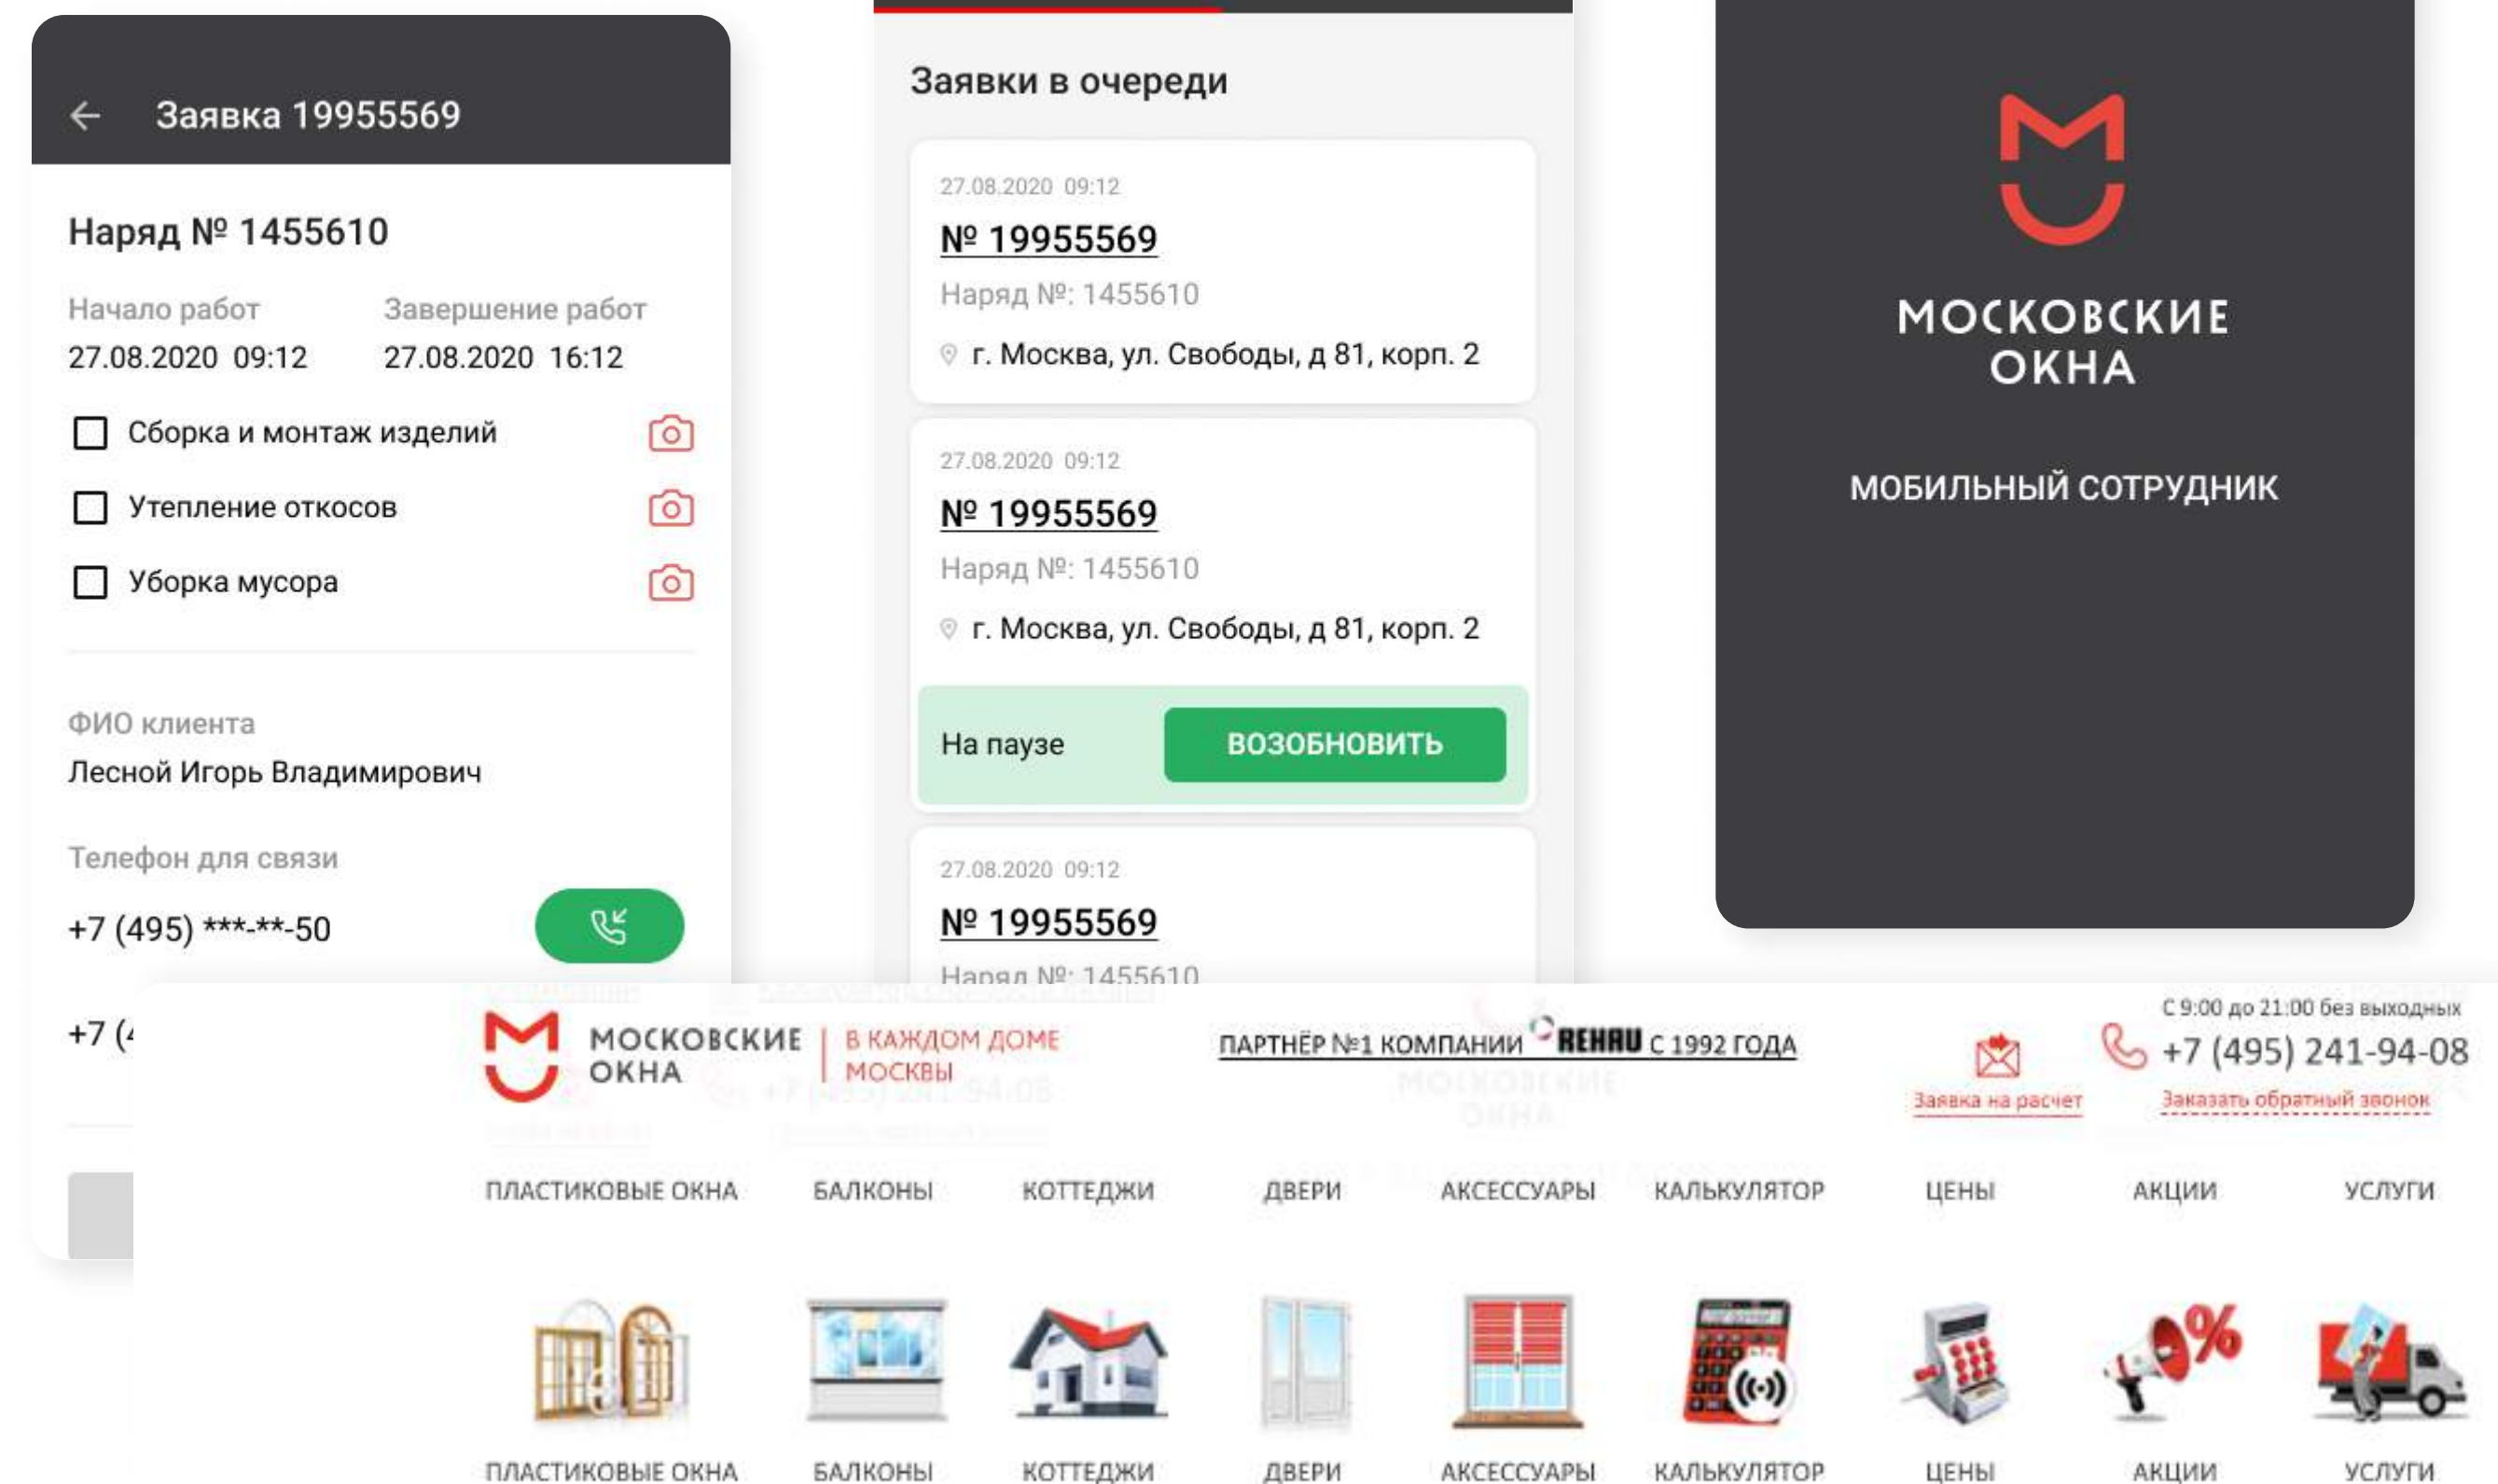 Заявка 19955569
Наряд № 1455610
Начало работ Завершение работ
27.08.2020 09:12 27.08.2020 16:12
Сборка и монтаж изделий
Утепление откосов
Уборка мусора
ФИО клиента
Лесной Игорь Владимирович
Телефон для связи
+7 (495) ***-**-50
+7 (4
Заявки в очереди
27.08.2020 09:12
№ 19955569
Наряд №: 1455610
г. Москва, ул. Свободы, д 81, корп. 2
27.08.2020 09:12
№ 19955569
Наряд №: 1455610
г. Москва, ул. Свободы, д 81, корп. 2
На паузе ВОЗОБНОВИТЬ
27.08.2020 09:12
№ 19955569
Наряд №: 1455610
МОСКОВСКИЕ
ОКНА
МОБИЛЬНЫЙ СОТРУДНИК
МОСКОВСКИЕ
ОКНА
В КАЖДОМ ДОМЕ
МОСКВЫ
ПАРТНЁР №1 КОМПАНИИ REHAU С 1992 ГОДА
Заявка на расчет
С 9:00 до 21:00 без выходных
+7 (495) 241-94-08
Заказать обратный звонок
ПЛАСТИКОВЫЕ ОКНА БАЛКОНЫ КОТТЕДЖИ ДВЕРИ АКСЕССУАРЫ КАЛЬКУЛЯТОР ЦЕНЫ АКЦИИ УСЛУГИ
%
ПЛАСТИКОВЫЕ ОКНА БАЛКОНЫ КОТТЕДЖИ ДВЕРИ АКСЕССУАРЫ КАЛЬКУЛЯТОР ЦЕНЫ АКЦИИ УСЛУГИ